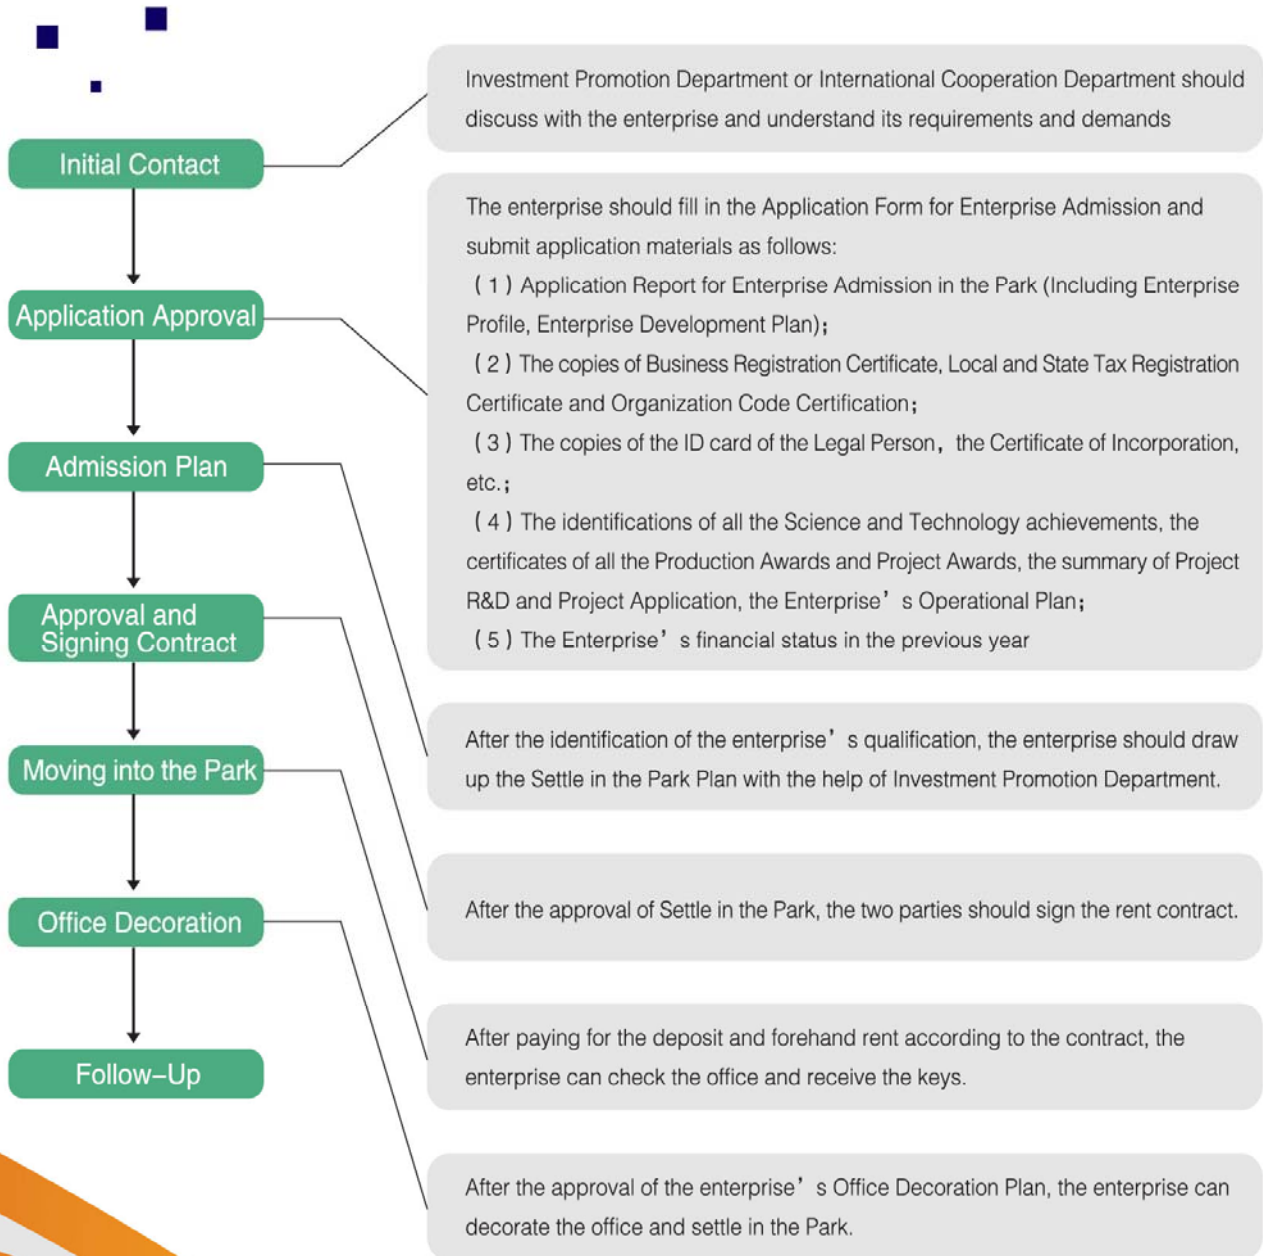 Initial Contact
Investment Promotion Department or International Cooperation Department should
discuss with the enterprise and understand its requirements and demands
Application Approval
The enterprise should fill in the Application Form for Enterprise Admission and
submit application materials as follows:
（1）Application Report for Enterprise Admission in the Park (Including Enterprise
Profile, Enterprise Development Plan)；
（2）The copies of Business Registration Certificate, Local and State Tax Registration
Certificate and Organization Code Certification；
（3）The copies of the ID card of the Legal Person，the Certificate of Incorporation,
etc.；
（4）The identifications of all the Science and Technology achievements, the
certificates of all the Production Awards and Project Awards, the summary of Project
R&D and Project Application, the Enterprise’s Operational Plan；
（5）The Enterprise’s financial status in the previous year
Admission Plan
After the identification of the enterprise’s qualification, the enterprise should draw
up the Settle in the Park Plan with the help of Investment Promotion Department.
Approval and
Signing Contract
After the approval of Settle in the Park, the two parties should sign the rent contract.
Moving into the Park
After paying for the deposit and forehand rent according to the contract, the
enterprise can check the office and receive the keys.
Office Decoration
After the approval of the enterprise’s Office Decoration Plan, the enterprise can
decorate the office and settle in the Park.
Follow–Up